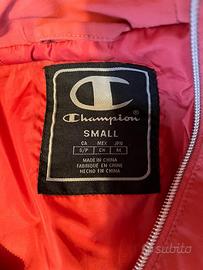 Champion
SMALL
CA MEX JPN
S/P CH M
MADE IN CHINA
FABRIQUÉ EN CHINE
HECHO EN CHINA
subito